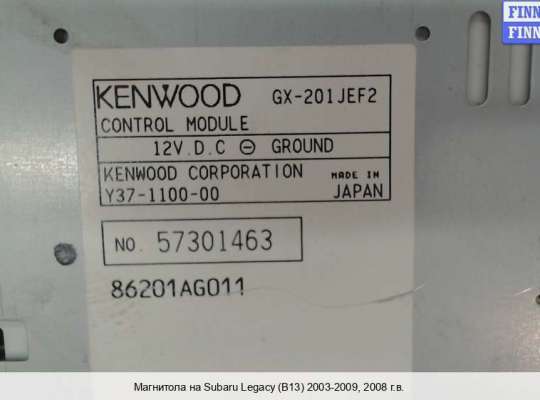 FINN
FINN
KENWOOD GX-201JEF2
CONTROL MODULE
12V.D.C ⊖ GROUND
KENWOOD CORPORATION MADE IN
Y37-1100-00 JAPAN
NO. 57301463
86201AG011
Магнитола на Subaru Legacy (B13) 2003-2009, 2008 г.в.